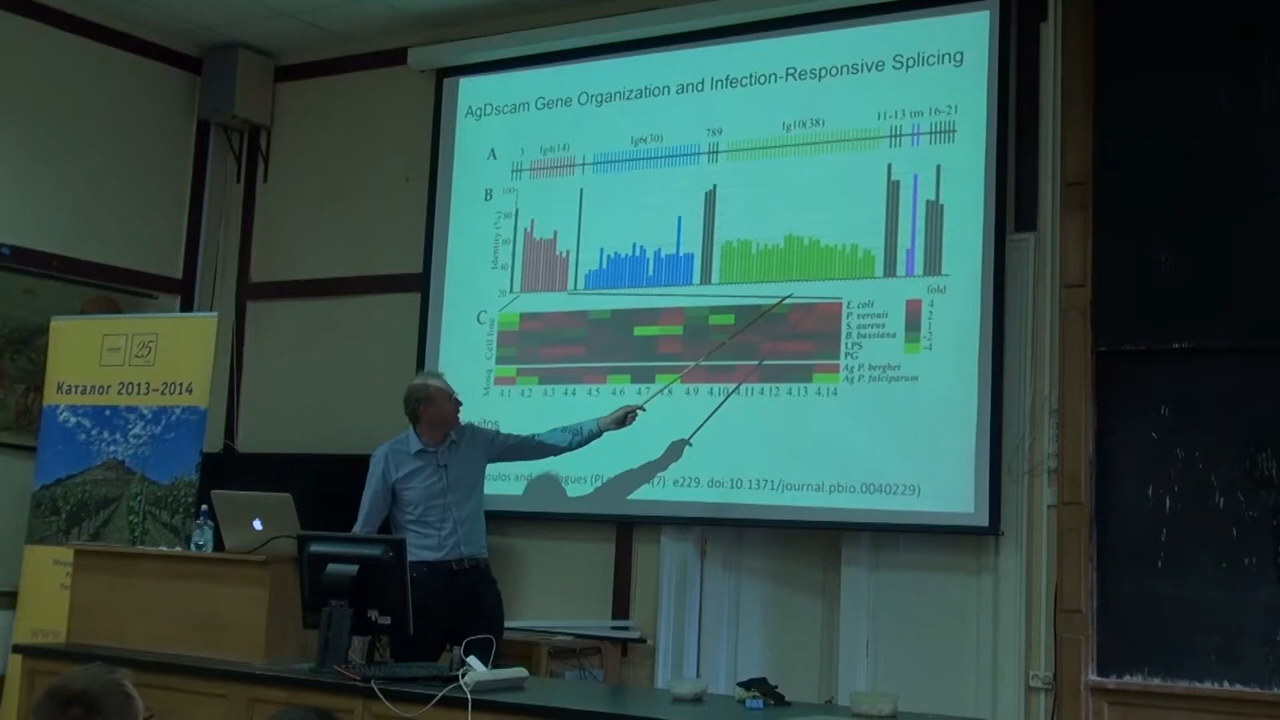 AgDscam Gene Organization and Infection-Responsive Splicing
A
3 Ig4(14) Ig6(30) 789 Ig10(38) 11-13 tm 16-21
B
Identity (%)
100
80
60
40
20
C
Mosq. Cell line
E. coli
P. verouii
S. aureus
B. bassiana
LPS
PG
Ag P. berghei
Ag P. falciparum
fold
4
2
1
-2
-4
4.1 4.2 4.3 4.4 4.5 4.6 4.7 4.8 4.9 4.10 4.11 4.12 4.13 4.14
(7): e229. doi:10.1371/journal.pbio.0040229)
25
Каталог 2013–2014
www